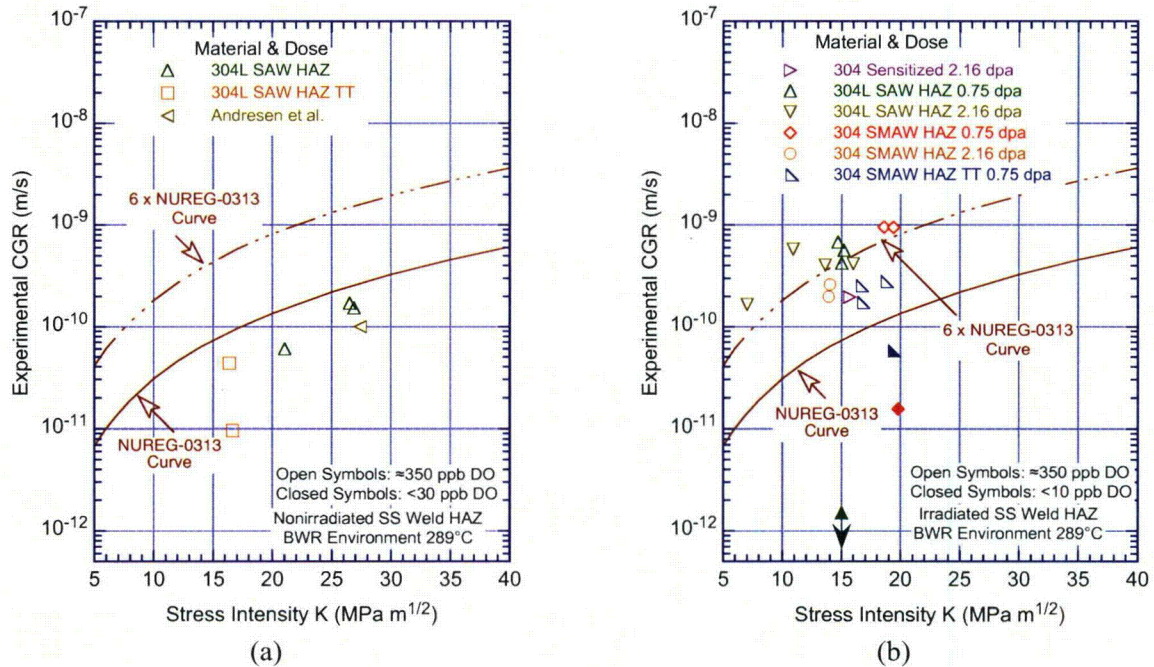 Material & Dose
304L SAW HAZ
304L SAW HAZ TT
Andresen et al.
6 x NUREG-0313
Curve
NUREG-0313
Curve
Open Symbols: ≈350 ppb DO
Closed Symbols: <30 ppb DO
Nonirradiated SS Weld HAZ
BWR Environment 289°C
Experimental CGR (m/s)
10⁻⁷
10⁻⁸
10⁻⁹
10⁻¹⁰
10⁻¹¹
10⁻¹²
5 10 15 20 25 30 35 40
Stress Intensity K (MPa m^1/2)
(a)
Material & Dose
304 Sensitized 2.16 dpa
304L SAW HAZ 0.75 dpa
304L SAW HAZ 2.16 dpa
304 SMAW HAZ 0.75 dpa
304 SMAW HAZ 2.16 dpa
304 SMAW HAZ TT 0.75 dpa
6 x NUREG-0313
Curve
NUREG-0313
Curve
Open Symbols: ≈350 ppb DO
Closed Symbols: <10 ppb DO
Irradiated SS Weld HAZ
BWR Environment 289°C
Experimental CGR (m/s)
10⁻⁷
10⁻⁸
10⁻⁹
10⁻¹⁰
10⁻¹¹
10⁻¹²
5 10 15 20 25 30 35 40
Stress Intensity K (MPa m^1/2)
(b)